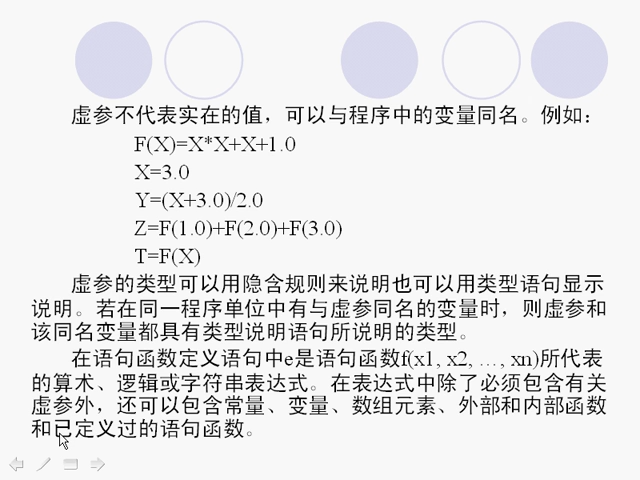 虚参不代表实在的值，可以与程序中的变量同名。例如：
F(X)=X*X+X+1.0
X=3.0
Y=(X+3.0)/2.0
Z=F(1.0)+F(2.0)+F(3.0)
T=F(X)
虚参的类型可以用隐含规则来说明也可以用类型语句显示
说明。若在同一程序单位中有与虚参同名的变量时，则虚参和
该同名变量都具有类型说明语句所说明的类型。
在语句函数定义语句中e是语句函数f(x1, x2, …, xn)所代表
的算术、逻辑或字符串表达式。在表达式中除了必须包含有关
虚参外，还可以包含常量、变量、数组元素、外部和内部函数
和已定义过的语句函数。